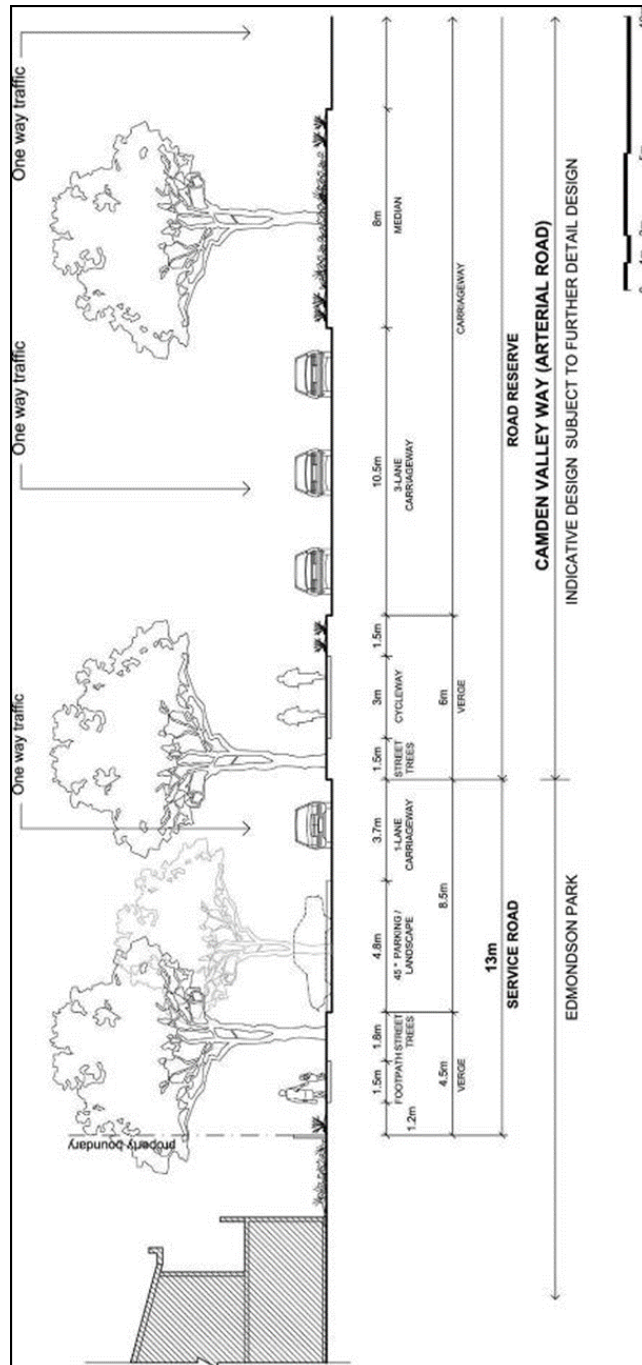 One way traffic
One way traffic
One way traffic
property boundary
1.2m
1.5m
FOOTPATH
1.8m
STREET
TREES
4.8m
45° PARKING /
LANDSCAPE
3.7m
1-LANE
CARRIAGEWAY
1.5m
STREET
TREES
3m
CYCLEWAY
1.5m
10.5m
3-LANE
CARRIAGEWAY
8m
MEDIAN
4.5m
VERGE
8.5m
6m
VERGE
CARRIAGEWAY
13m
SERVICE ROAD
ROAD RESERVE
CAMDEN VALLEY WAY (ARTERIAL ROAD)
EDMONDSON PARK
INDICATIVE DESIGN SUBJECT TO FURTHER DETAIL DESIGN